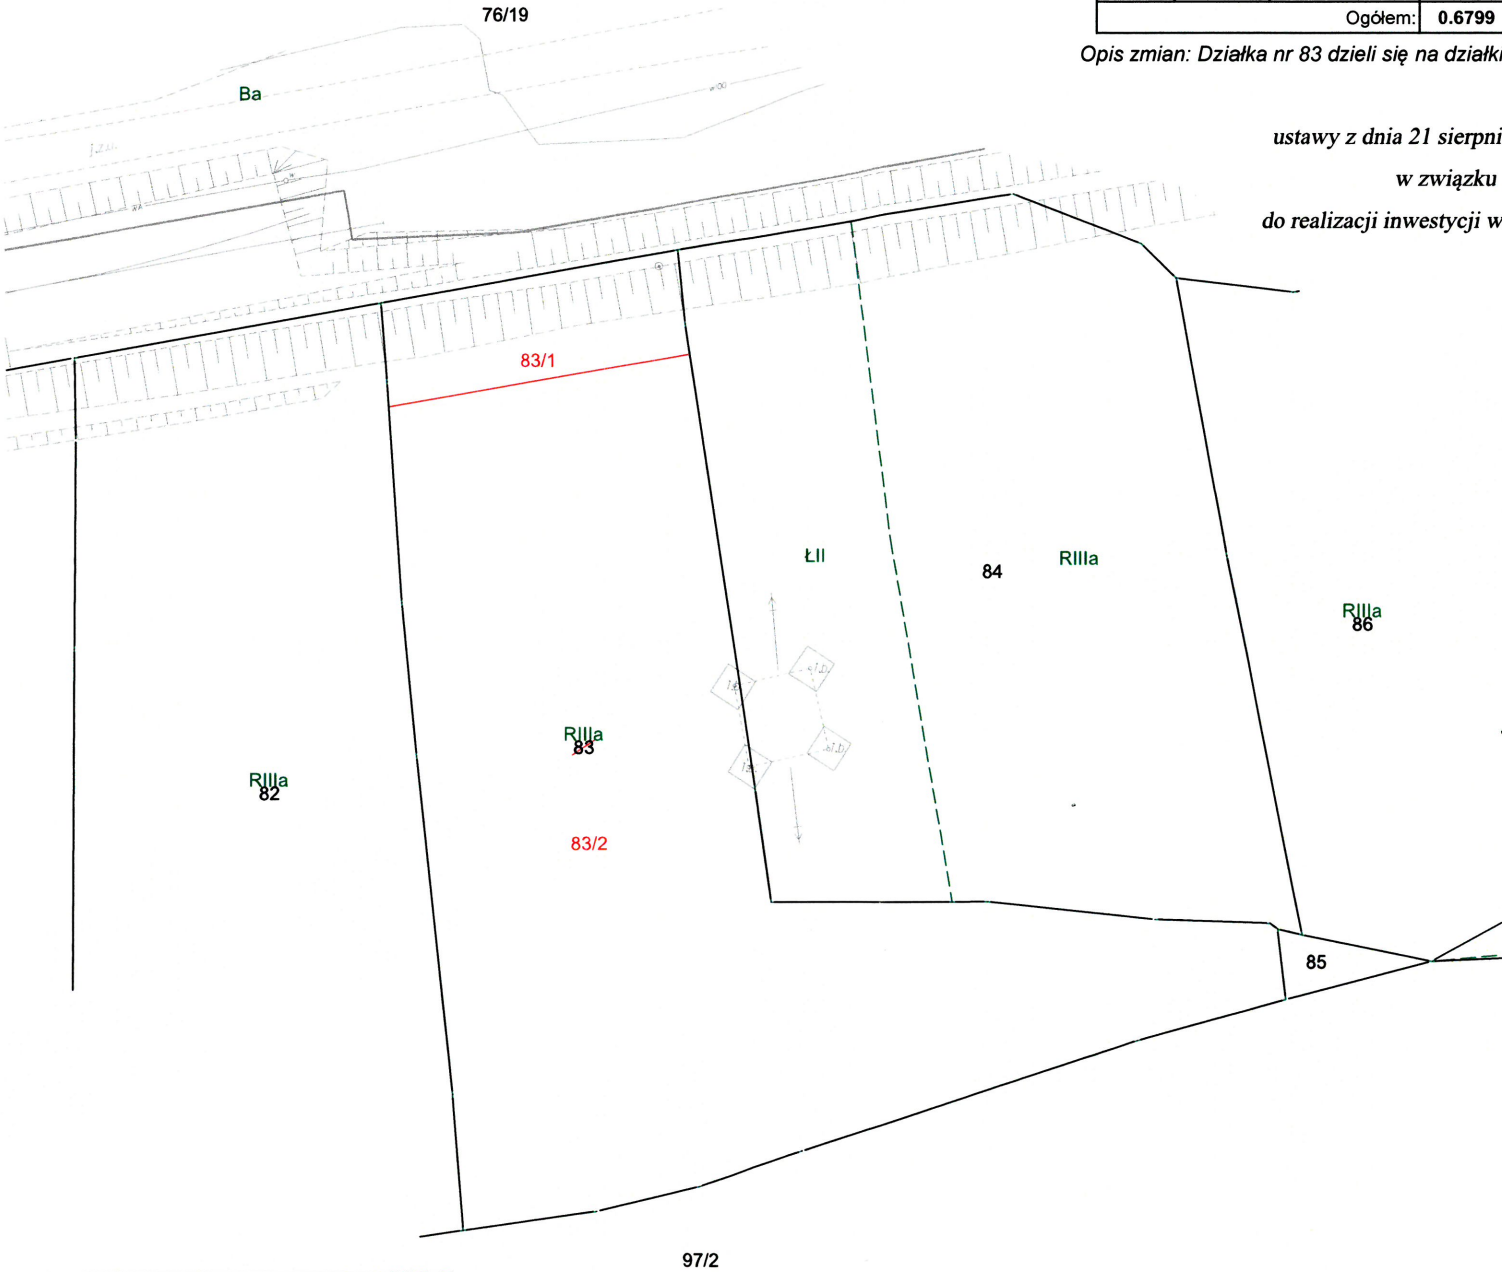 76/19
Ogółem: 0.6799
Opis zmian: Działka nr 83 dzieli się na działki
Ba
ustawy z dnia 21 sierpni
w związku
do realizacji inwestycji w
83/1
ŁII
84
RIIIa
RIIIa
86
RIIIa
83
RIIIa
82
83/2
85
97/2